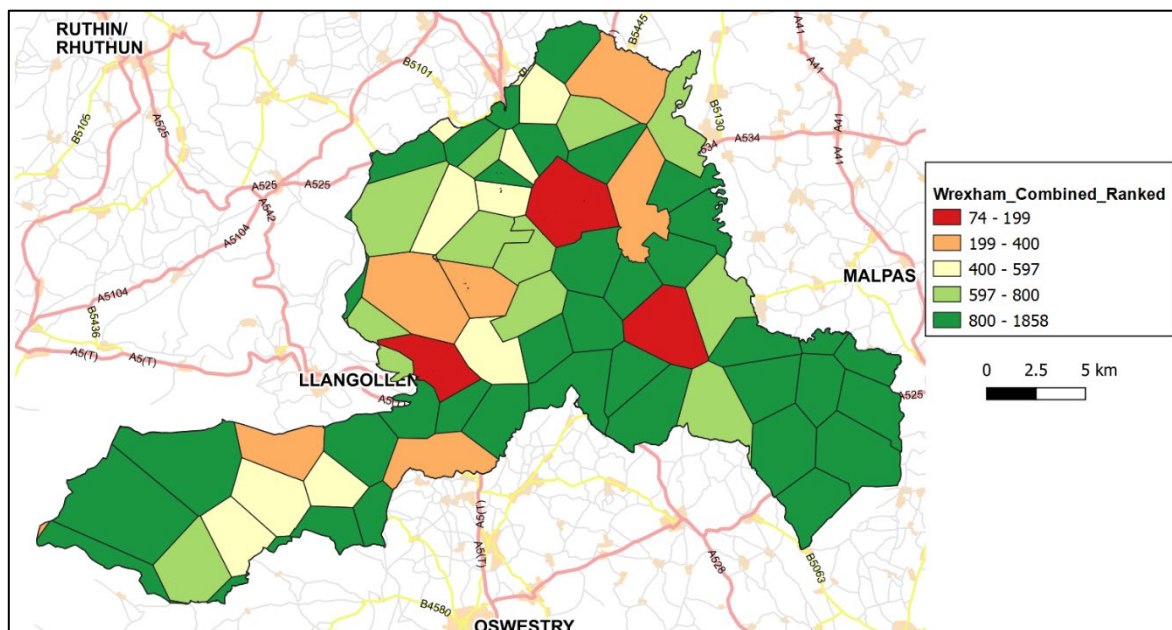 RUTHIN/
RHUTHUN
B5105
A525
A525
A525
A542
A5104
A5104
B5436
A5(T)
A5(T)
LLANGOLLEN
B5101
B5445
A41
A41
B5130
A534
A41
A41
MALPAS
A525
A5(T)
A5(T)
A528
B5063
B4580
OSWESTRY
Wrexham_Combined_Ranked
74 - 199
199 - 400
400 - 597
597 - 800
800 - 1858
0 2.5 5 km